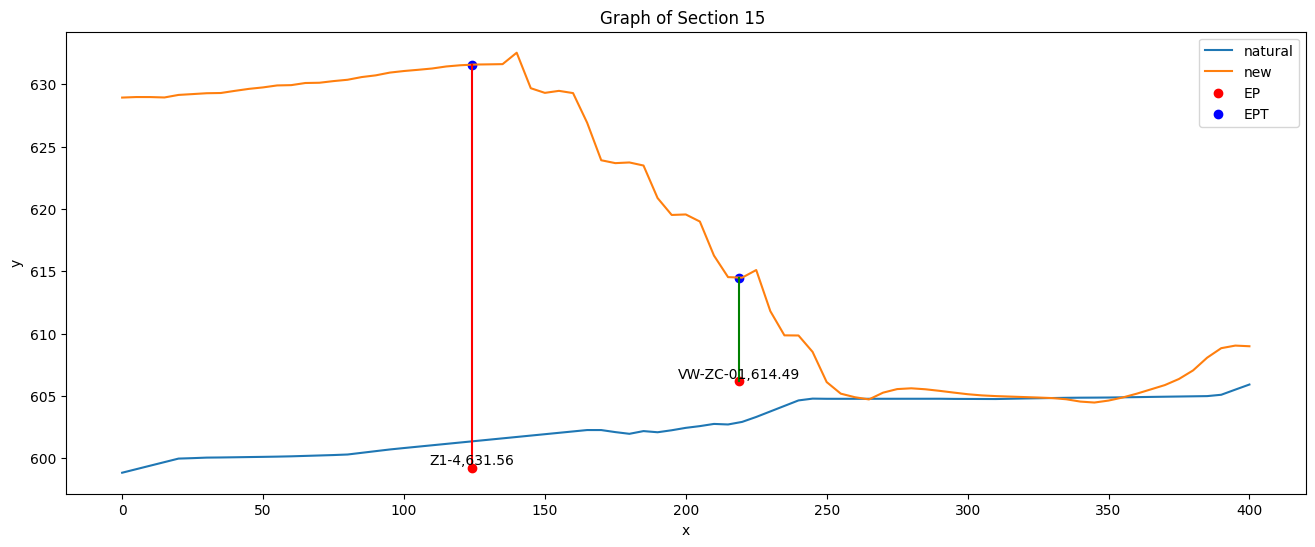 Graph of Section 15
natural
new
EP
EPT
630
625
620
615
610
605
600
y
VW-ZC-01,614.49
Z1-4,631.56
0
50
100
150
200
250
300
350
400
x